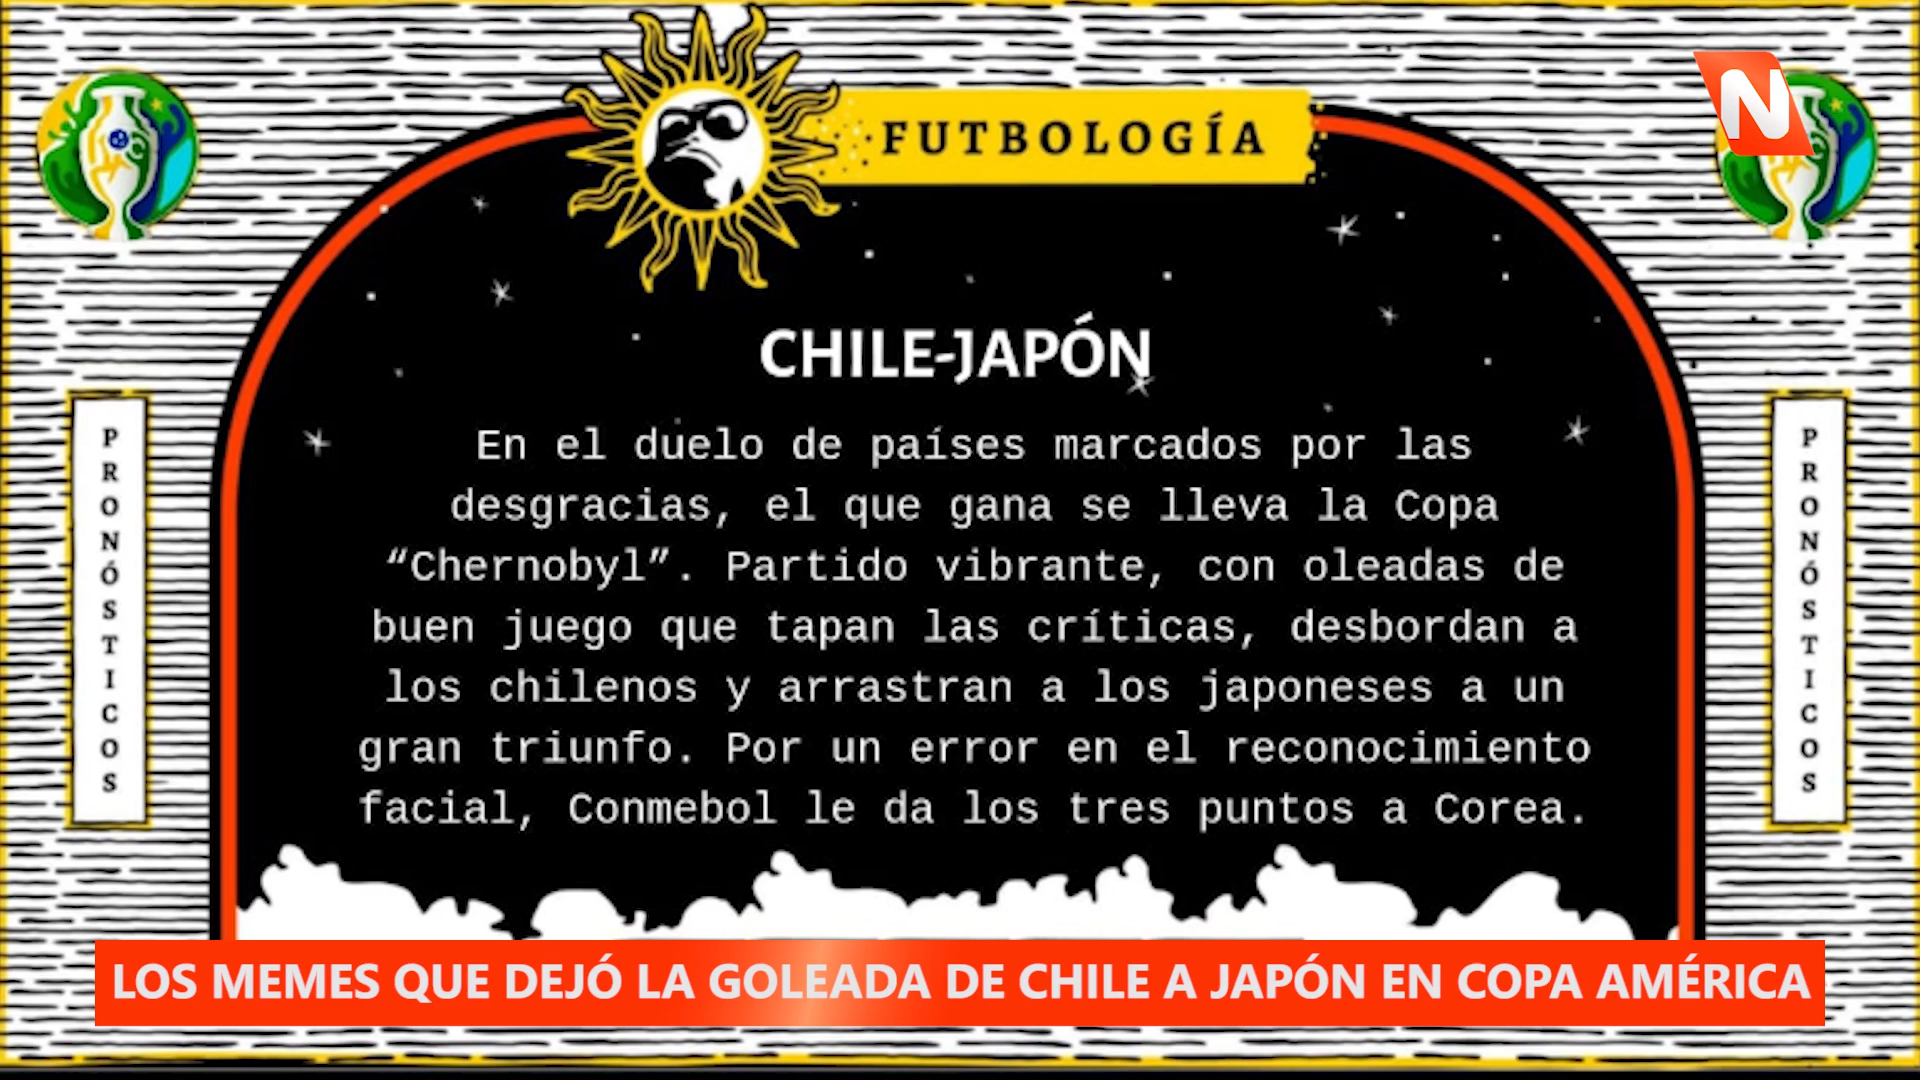 N
FUTBOLOGÍA
CHILE-JAPÓN
En el duelo de países marcados por las
desgracias, el que gana se lleva la Copa
“Chernobyl”. Partido vibrante, con oleadas de
buen juego que tapan las críticas, desbordan a
los chilenos y arrastran a los japoneses a un
gran triunfo. Por un error en el reconocimiento
facial, Conmebol le da los tres puntos a Corea.
PRONÓSTICOS
PRONÓSTICOS
LOS MEMES QUE DEJÓ LA GOLEADA DE CHILE A JAPÓN EN COPA AMÉRICA